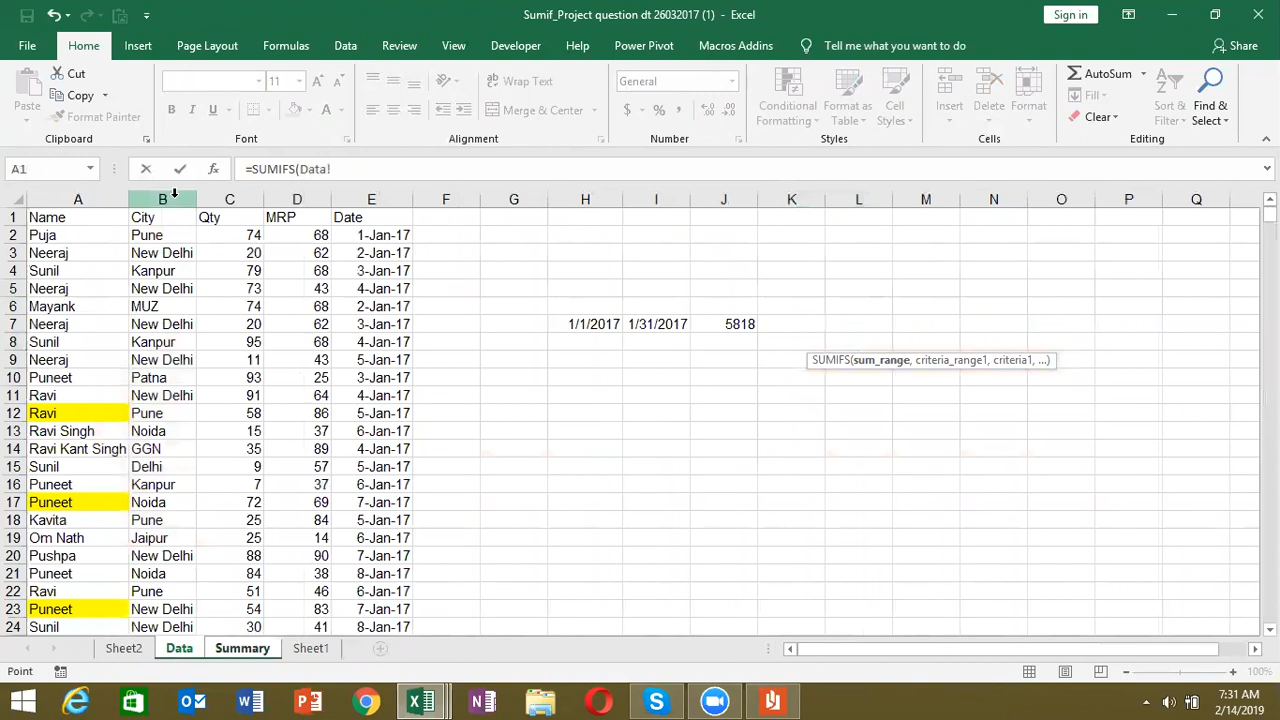 Sumif_Project question dt 26032017 (1) - Excel
Sign in
File Home Insert Page Layout Formulas Data Review View Developer Help Power Pivot Macros Addins Tell me what you want to do Share
Paste Cut Copy Format Painter Clipboard
11 B I U A Font
Wrap Text Merge & Center Alignment
General $ % , Number
Conditional Formatting Format as Table Cell Styles Styles
Insert Delete Format Cells
AutoSum Fill Clear Sort & Filter Find & Select Editing
A1 fx =SUMIFS(Data!
A B C D E F G H I J K L M N O P Q
1 Name City Qty MRP Date
2 Puja Pune 74 68 1-Jan-17
3 Neeraj New Delhi 20 62 2-Jan-17
4 Sunil Kanpur 79 68 3-Jan-17
5 Neeraj New Delhi 73 43 4-Jan-17
6 Mayank MUZ 74 68 2-Jan-17
7 Neeraj New Delhi 20 62 3-Jan-17 1/1/2017 1/31/2017 5818
8 Sunil Kanpur 95 68 4-Jan-17
9 Neeraj New Delhi 11 43 5-Jan-17 SUMIFS(sum_range, criteria_range1, criteria1, ...)
10 Puneet Patna 93 25 3-Jan-17
11 Ravi New Delhi 91 64 4-Jan-17
12 Ravi Pune 58 86 5-Jan-17
13 Ravi Singh Noida 15 37 6-Jan-17
14 Ravi Kant Singh GGN 35 89 4-Jan-17
15 Sunil Delhi 9 57 5-Jan-17
16 Puneet Kanpur 7 37 6-Jan-17
17 Puneet Noida 72 69 7-Jan-17
18 Kavita Pune 25 84 5-Jan-17
19 Om Nath Jaipur 25 14 6-Jan-17
20 Pushpa New Delhi 88 90 7-Jan-17
21 Puneet Noida 84 38 8-Jan-17
22 Ravi Pune 51 46 6-Jan-17
23 Puneet New Delhi 54 83 7-Jan-17
24 Sunil New Delhi 30 41 8-Jan-17
Sheet2 Data Summary Sheet1
Point 100%
7:31 AM
2/14/2019